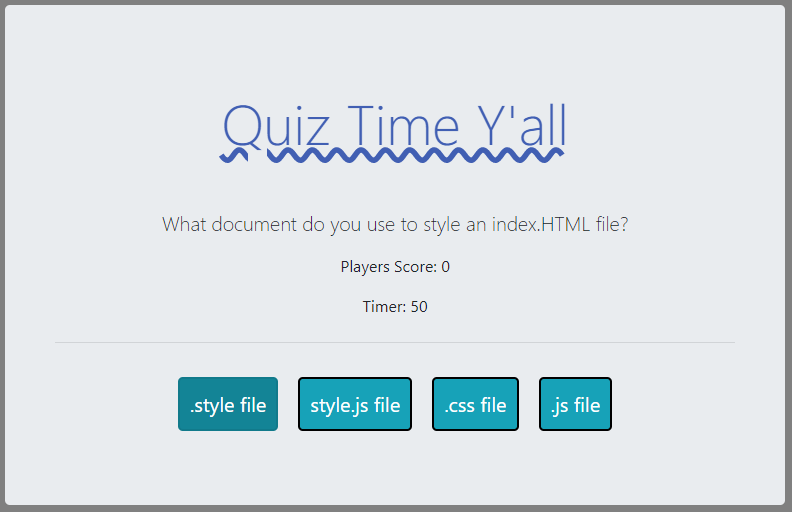 Quiz Time Y'all
What document do you use to style an index.HTML file?
Players Score: 0
Timer: 50
.style file style.js file .css file .js file